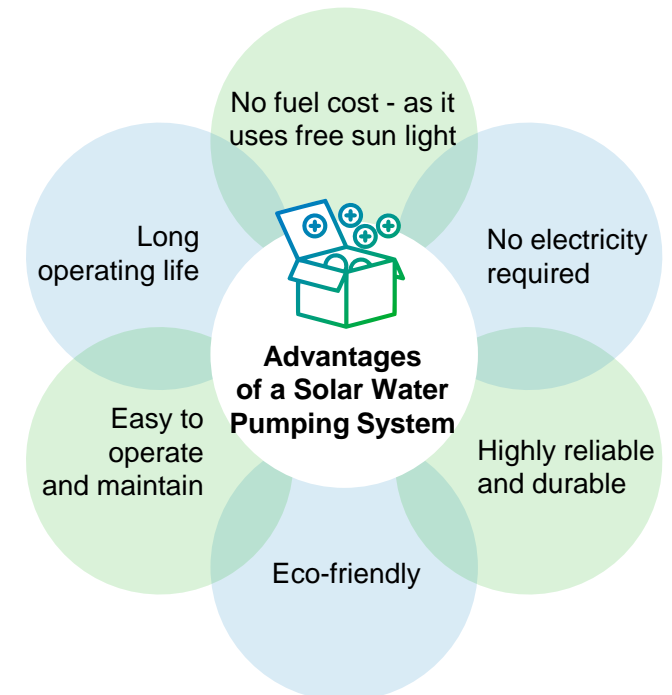 No fuel cost - as it
uses free sun light
No electricity
required
Highly reliable
and durable
Eco-friendly
Easy to
operate
and maintain
Long
operating life
Advantages
of a Solar Water
Pumping System